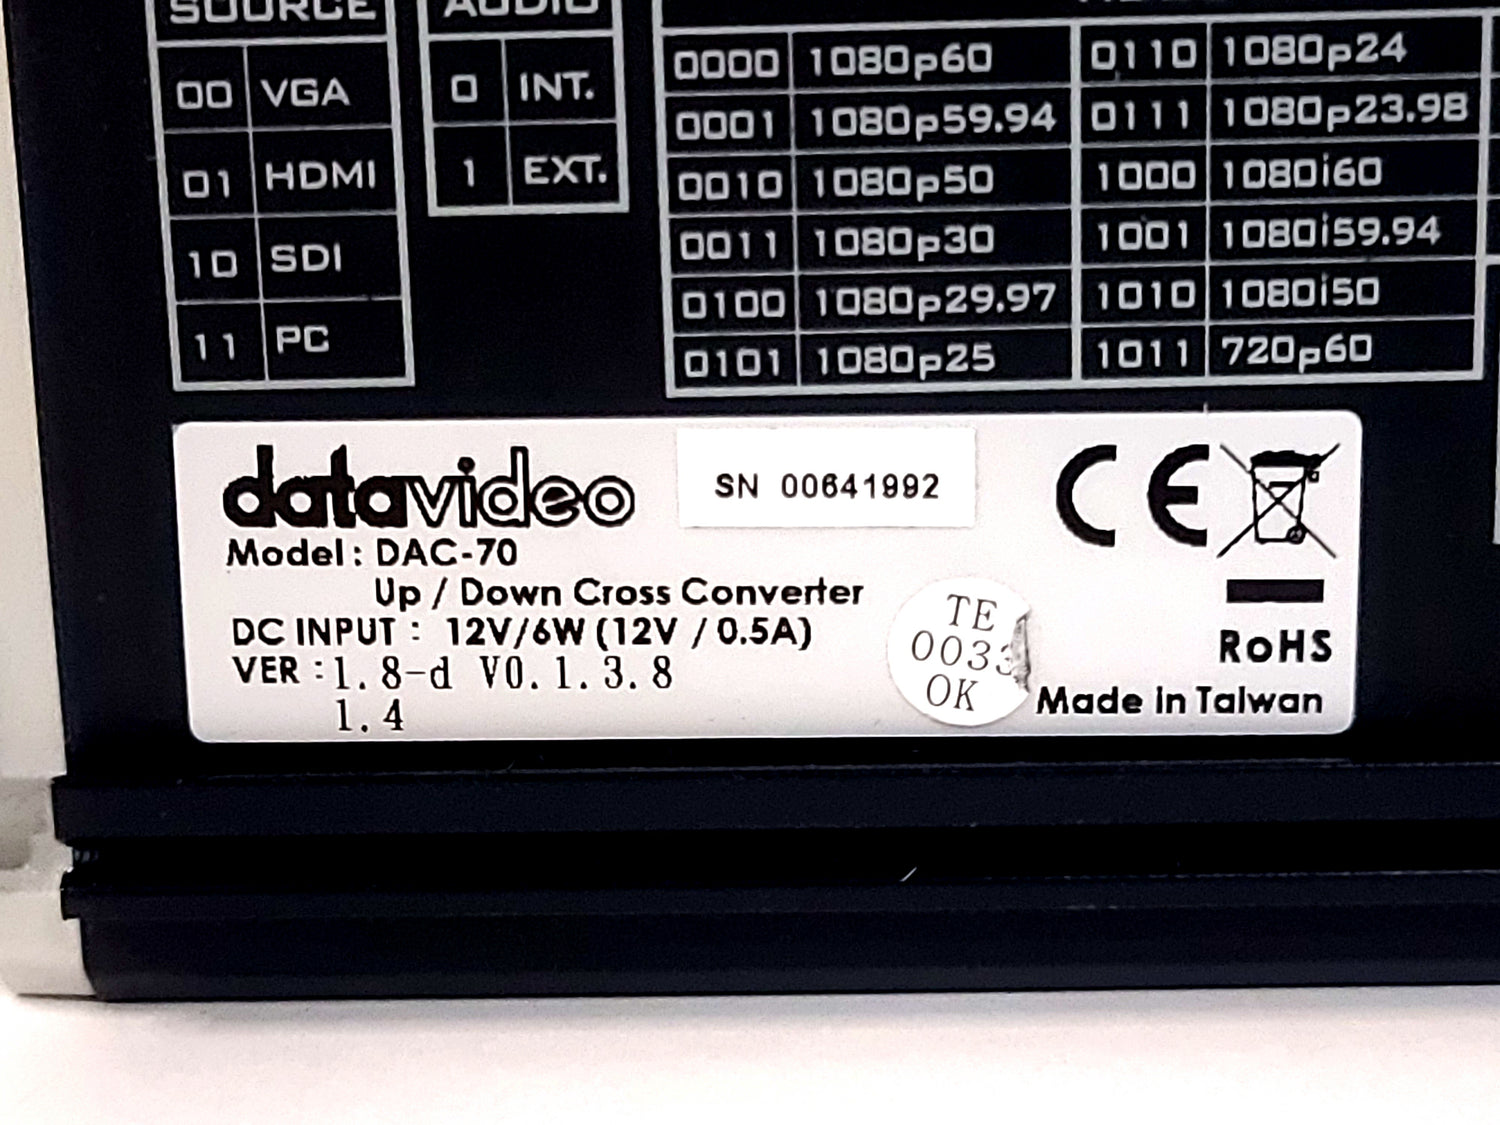 SOURCE
00 VGA
01 HDMI
10 SDI
11 PC
AUDIO
0 INT.
1 EXT.
0000 1080p60 0110 1080p24
0001 1080p59.94 0111 1080p23.98
0010 1080p50 1000 1080i60
0011 1080p30 1001 1080i59.94
0100 1080p29.97 1010 1080i50
0101 1080p25 1011 720p60
datavideo
SN 00641992
CE
Model : DAC-70
Up / Down Cross Converter
DC INPUT : 12V/6W (12V / 0.5A)
VER : 1.8-d V0.1.3.8
1.4
TE
0033
OK
RoHS
Made in Taiwan